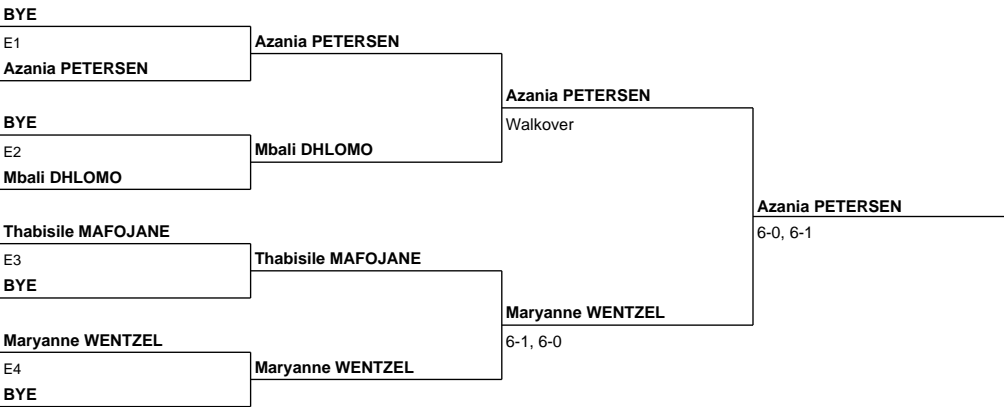 BYE
E1
Azania PETERSEN
BYE
E2
Mbali DHLOMO
Thabisile MAFOJANE
E3
BYE
Maryanne WENTZEL
E4
BYE
Azania PETERSEN
Mbali DHLOMO
Thabisile MAFOJANE
Maryanne WENTZEL
Azania PETERSEN
Walkover
Maryanne WENTZEL
6-1, 6-0
Azania PETERSEN
6-0, 6-1